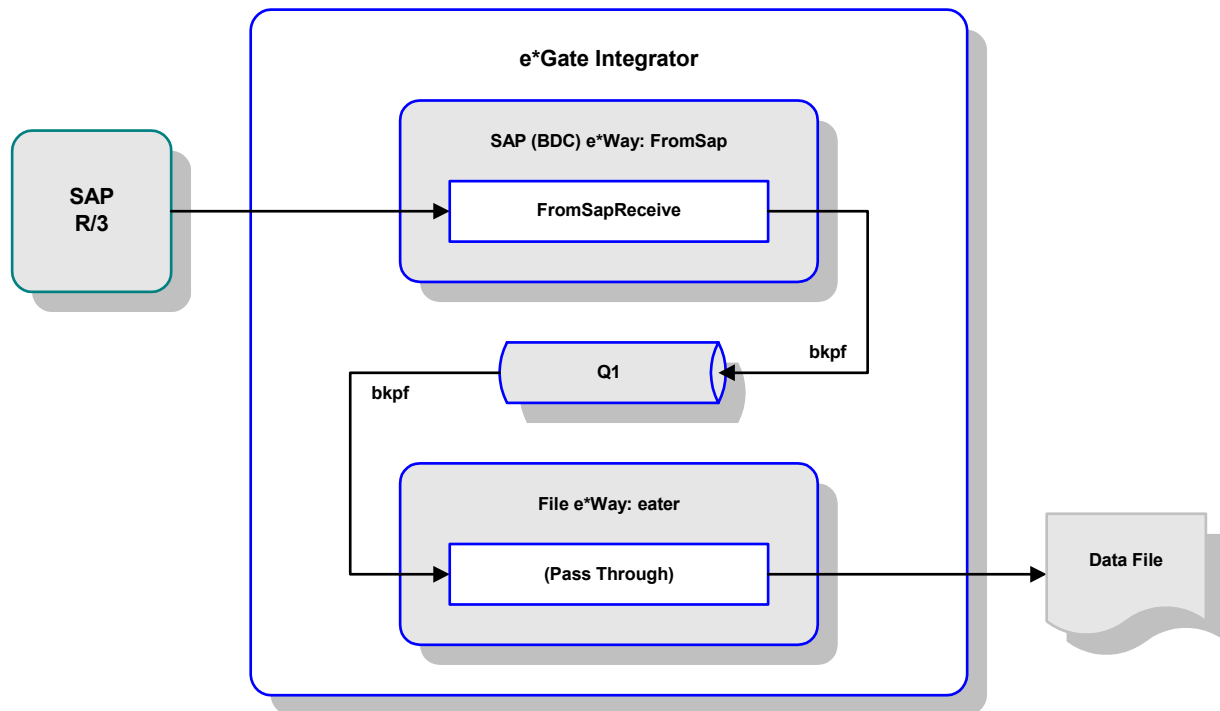 e*Gate Integrator
SAP (BDC) e*Way: FromSap
SAP
R/3
FromSapReceive
bkpf
Q1
bkpf
File e*Way: eater
(Pass Through)
Data File